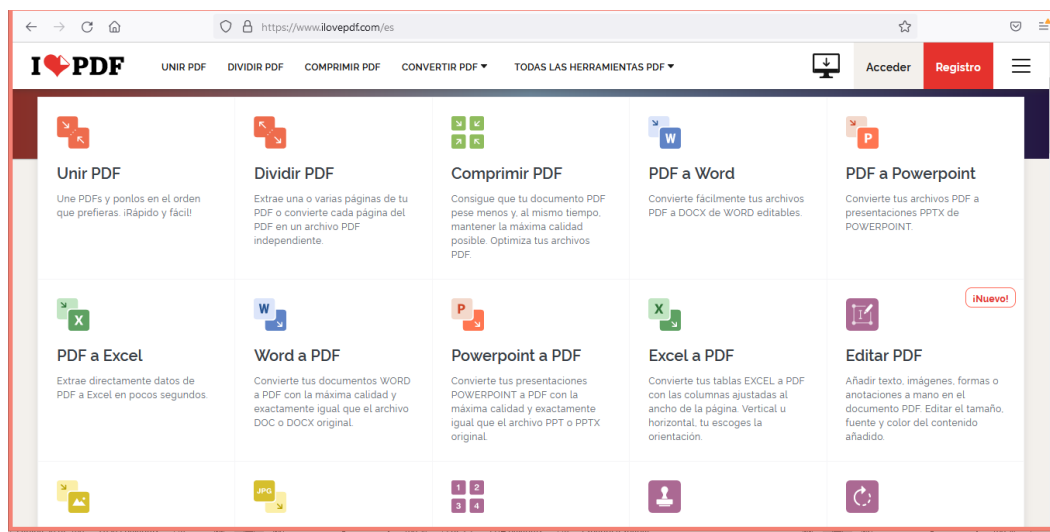 https://www.ilovepdf.com/es
I PDF
UNIR PDF DIVIDIR PDF COMPRIMIR PDF CONVERTIR PDF TODAS LAS HERRAMIENTAS PDF
Acceder Registro
Unir PDF
Une PDFs y ponlos en el orden
que prefieras. ¡Rápido y fácil!
Dividir PDF
Extrae una o varias páginas de tu
PDF o convierte cada página del
PDF en un archivo PDF
independiente.
Comprimir PDF
Consigue que tu documento PDF
pese menos y, al mismo tiempo,
mantener la máxima calidad
posible. Optimiza tus archivos
PDF.
W
PDF a Word
Convierte fácilmente tus archivos
PDF a DOCX de WORD editables.
P
PDF a Powerpoint
Convierte tus archivos PDF a
presentaciones PPTX de
POWERPOINT.
X
PDF a Excel
Extrae directamente datos de
PDF a Excel en pocos segundos.
W
Word a PDF
Convierte tus documentos WORD
a PDF con la máxima calidad y
exactamente igual que el archivo
DOC o DOCX original.
P
Powerpoint a PDF
Convierte tus presentaciones
POWERPOINT a PDF con la
máxima calidad y exactamente
igual que el archivo PPT o PPTX
original.
X
Excel a PDF
Convierte tus tablas EXCEL a PDF
con las columnas ajustadas al
ancho de la página. Vertical u
horizontal, tu escoges la
orientación.
¡Nuevo!
Editar PDF
Añadir texto, imágenes, formas o
anotaciones a mano en el
documento PDF. Editar el tamaño,
fuente y color del contenido
añadido.
JPG
1 2
3 4